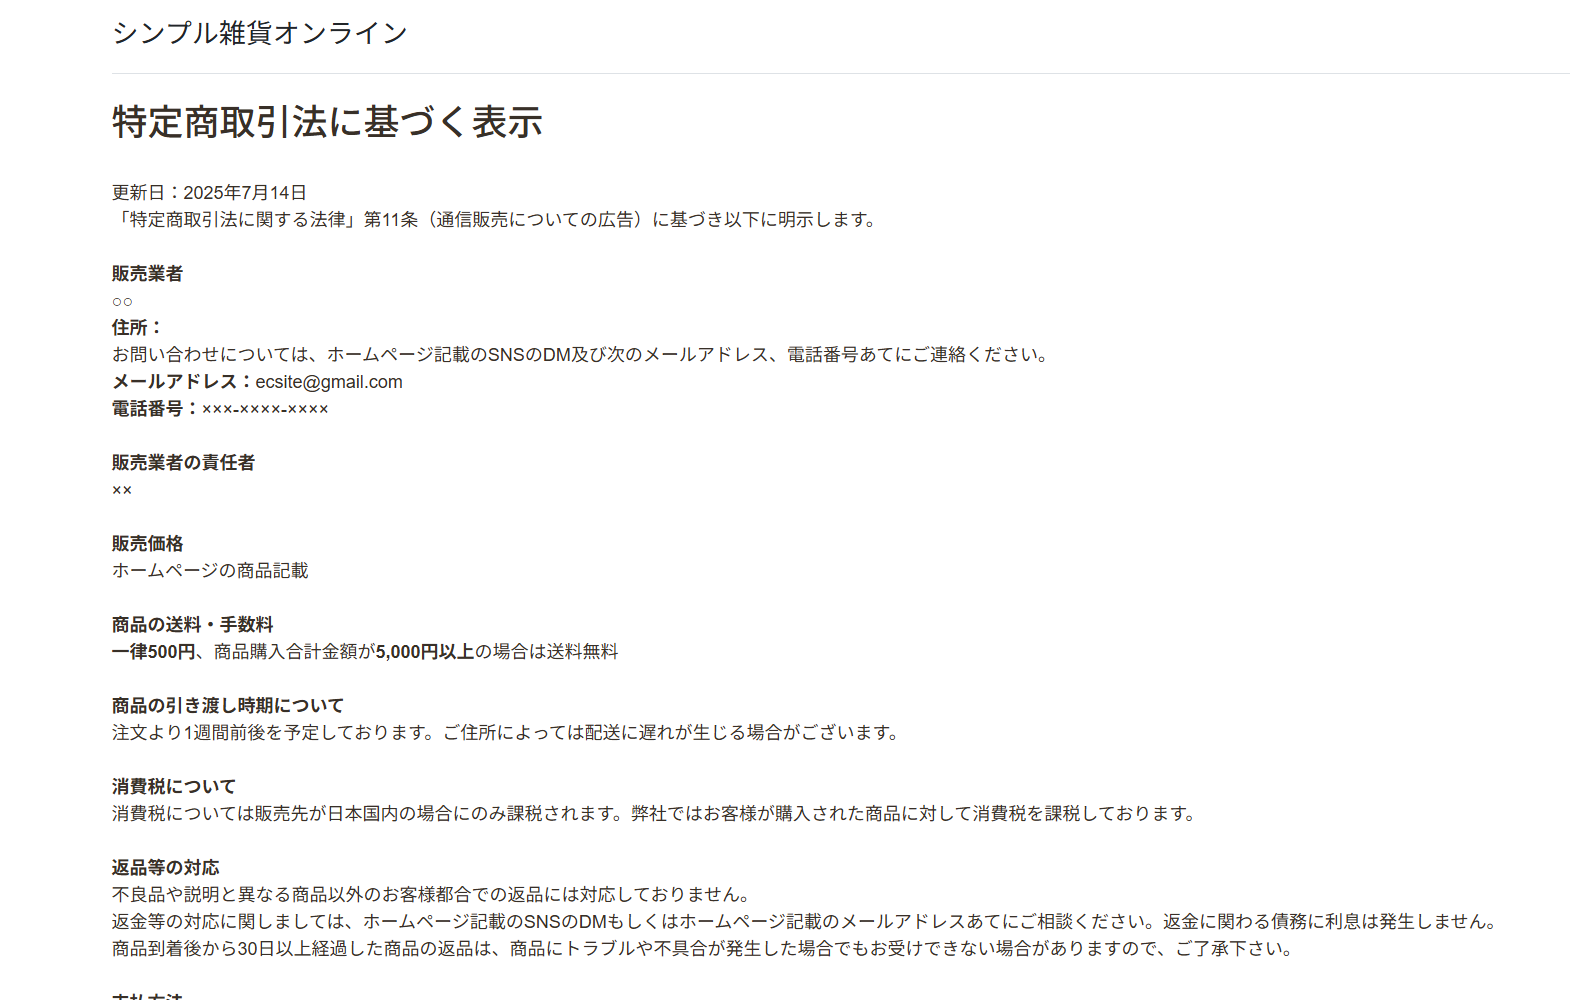 シンプル雑貨オンライン
特定商取引法に基づく表示
更新日：2025年7月14日
「特定商取引法に関する法律」第11条（通信販売についての広告）に基づき以下に明示します。
販売業者
○○
住所：
お問い合わせについては、ホームページ記載のSNSのDM及び次のメールアドレス、電話番号あてにご連絡ください。
メールアドレス：ecsite@gmail.com
電話番号：×××-××××-××××
販売業者の責任者
××
販売価格
ホームページの商品記載
商品の送料・手数料
一律500円、商品購入合計金額が5,000円以上の場合は送料無料
商品の引き渡し時期について
注文より1週間前後を予定しております。ご住所によっては配送に遅れが生じる場合がございます。
消費税について
消費税については販売先が日本国内の場合にのみ課税されます。弊社ではお客様が購入された商品に対して消費税を課税しております。
返品等の対応
不良品や説明と異なる商品以外のお客様都合での返品には対応しておりません。
返金等の対応に関しましては、ホームページ記載のSNSのDMもしくはホームページ記載のメールアドレスあてにご相談ください。返金に関わる債務に利息は発生しません。
商品到着後から30日以上経過した商品の返品は、商品にトラブルや不具合が発生した場合でもお受けできない場合がありますので、ご了承下さい。
支払方法